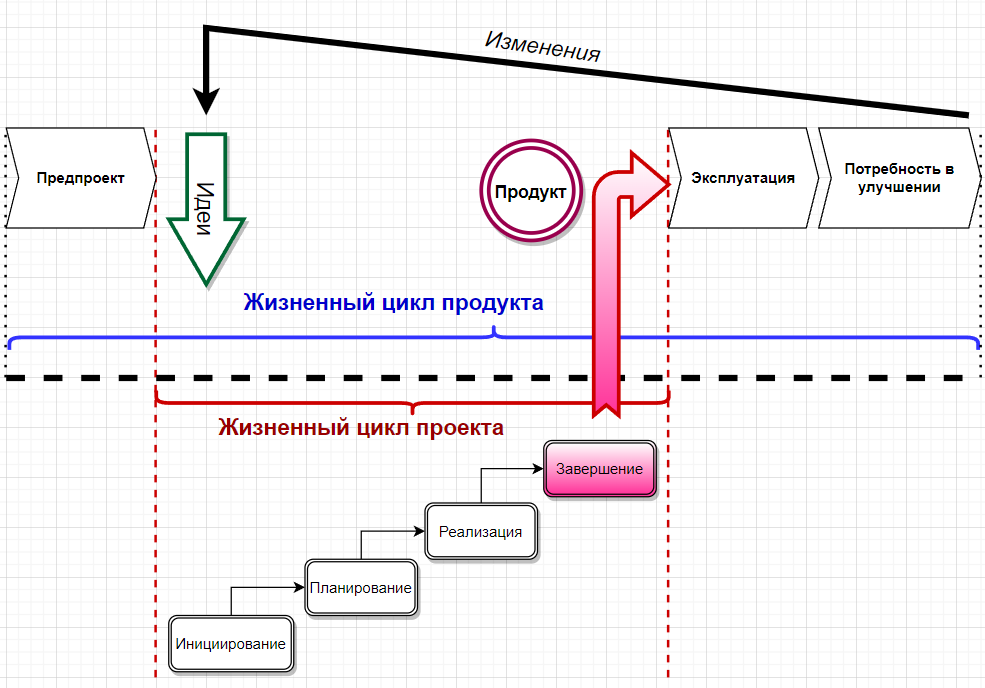 Изменения
Предпроект
Идеи
Продукт
Эксплуатация
Потребность в
улучшении
Жизненный цикл продукта
Жизненный цикл проекта
Завершение
Реализация
Планирование
Инициирование